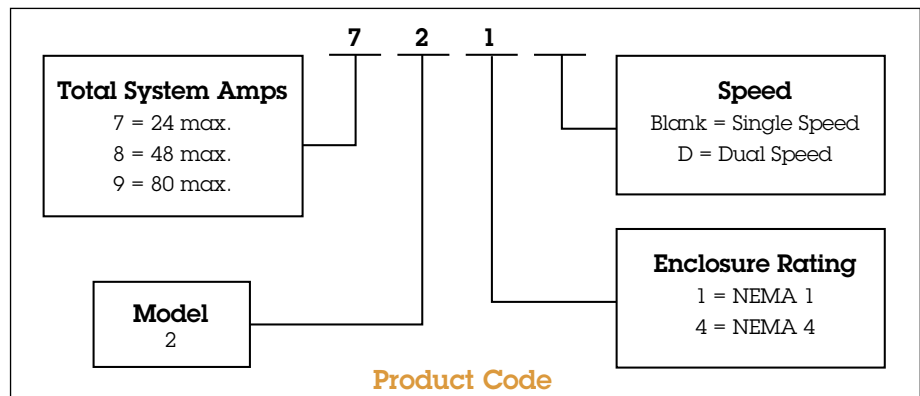 7 2 1
Total System Amps
7 = 24 max.
8 = 48 max.
9 = 80 max.
Speed
Blank = Single Speed
D = Dual Speed
Model
2
Enclosure Rating
1 = NEMA 1
4 = NEMA 4
Product Code